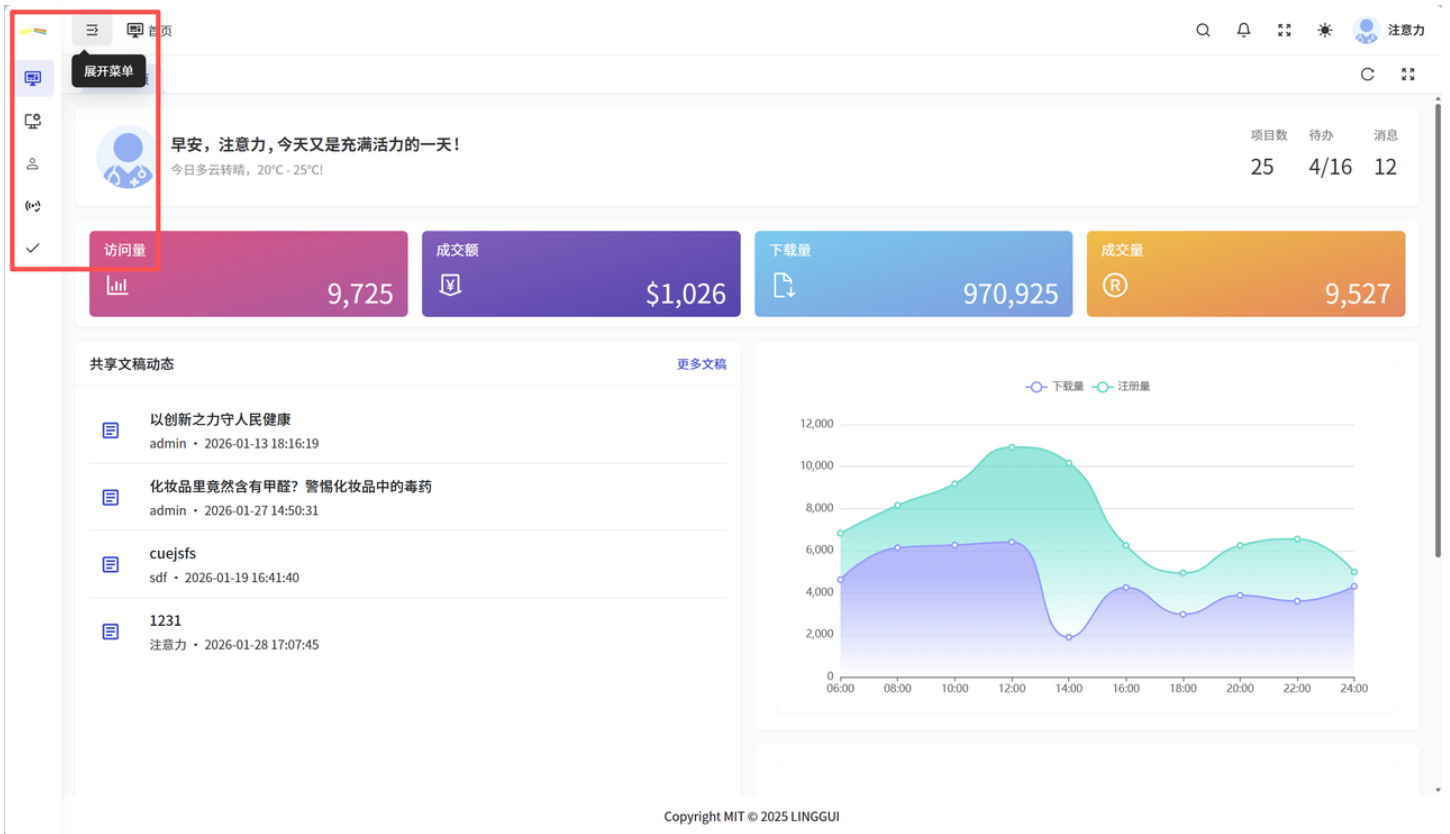 首页
注意力
展开菜单
早安，注意力 , 今天又是充满活力的一天！
今日多云转晴，20℃ - 25℃!
项目数 待办 消息
25 4/16 12
访问量
9,725
成交额
¥
$1,026
下载量
970,925
成交量
R
9,527
共享文稿动态
更多文稿
以创新之力守人民健康
admin • 2026-01-13 18:16:19
化妆品里竟然含有甲醛？警惕化妆品中的毒药
admin • 2026-01-27 14:50:31
cuejsfs
sdf • 2026-01-19 16:41:40
1231
注意力 • 2026-01-28 17:07:45
下载量 注册量
12,000
10,000
8,000
6,000
4,000
2,000
0
06:00 08:00 10:00 12:00 14:00 16:00 18:00 20:00 22:00 24:00
Copyright MIT © 2025 LINGGUI